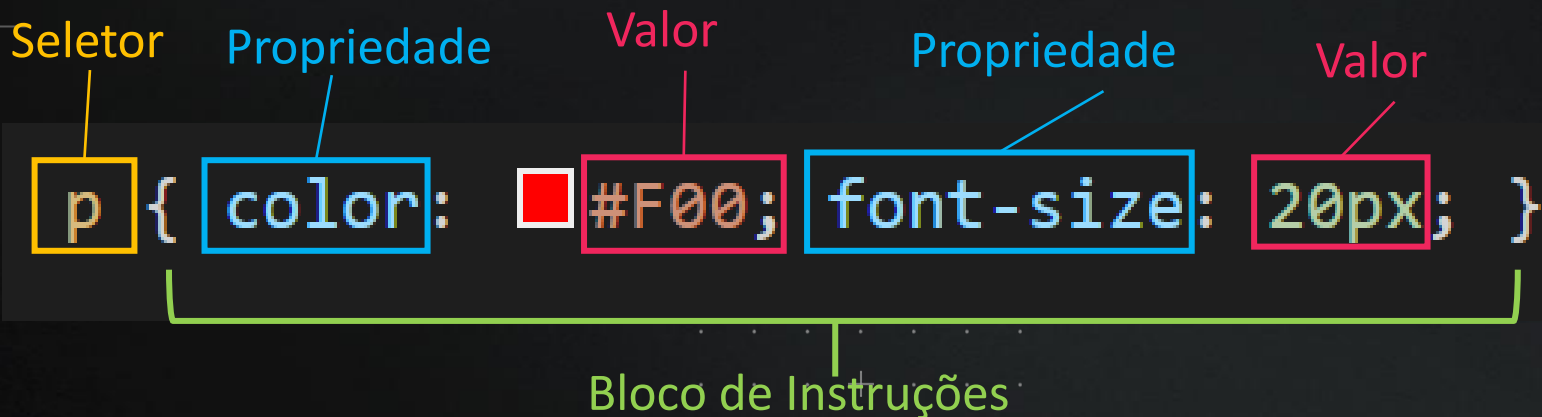 Seletor Propriedade Valor Propriedade Valor
p { color: #F00; font-size: 20px; }
Bloco de Instruções